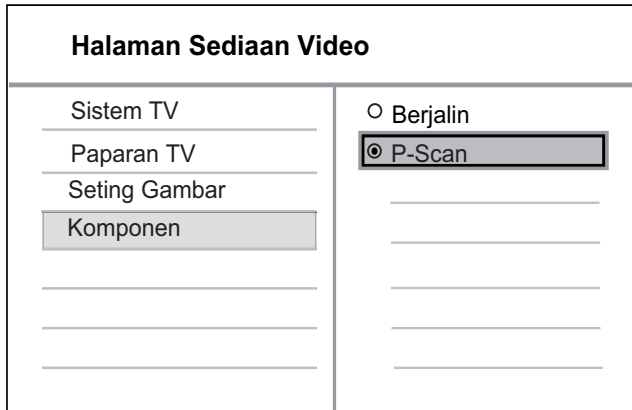 Halaman Sediaan Video
Sistem TV
Paparan TV
Seting Gambar
Komponen
Berjalin
P-Scan